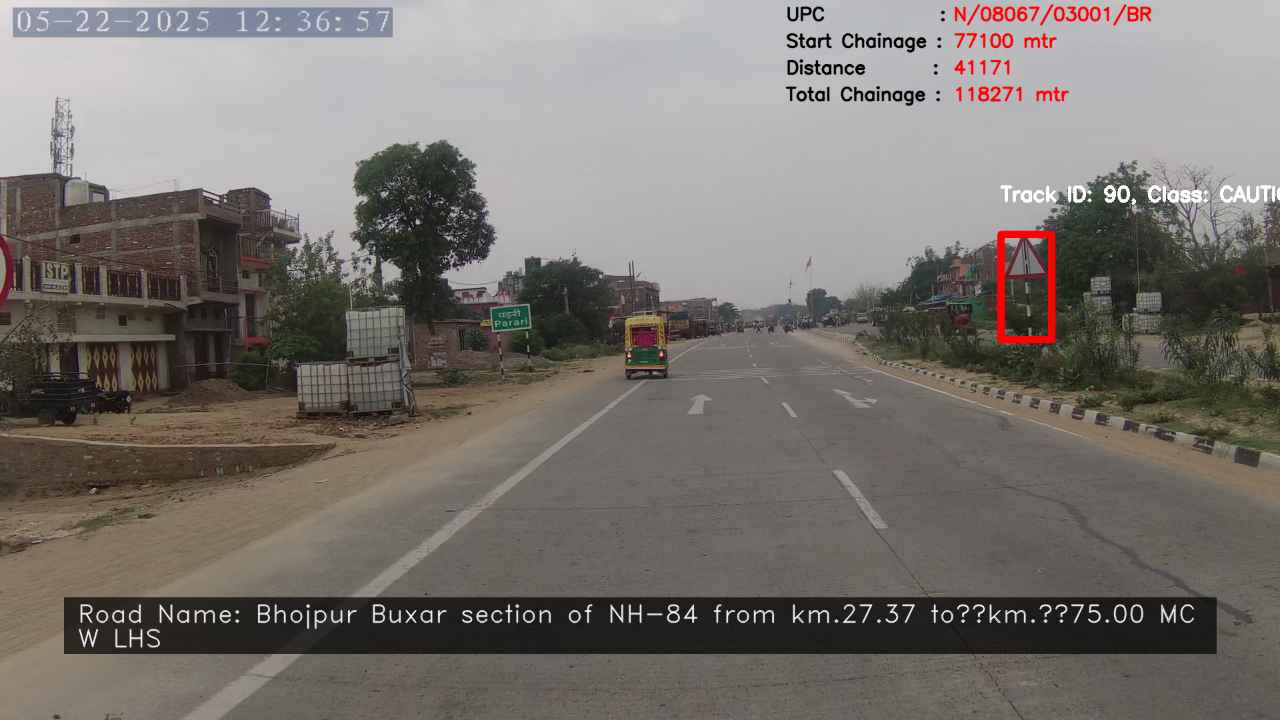 05-22-2025 12:36:57
UPC : N/08067/03001/BR
Start Chainage : 77100 mtr
Distance : 41171
Total Chainage : 118271 mtr
Track ID: 90, Class: CAUTIO
STP
पड़री
Parari
Road Name: Bhojpur Buxar section of NH-84 from km.27.37 to??km.??75.00 MC
W LHS